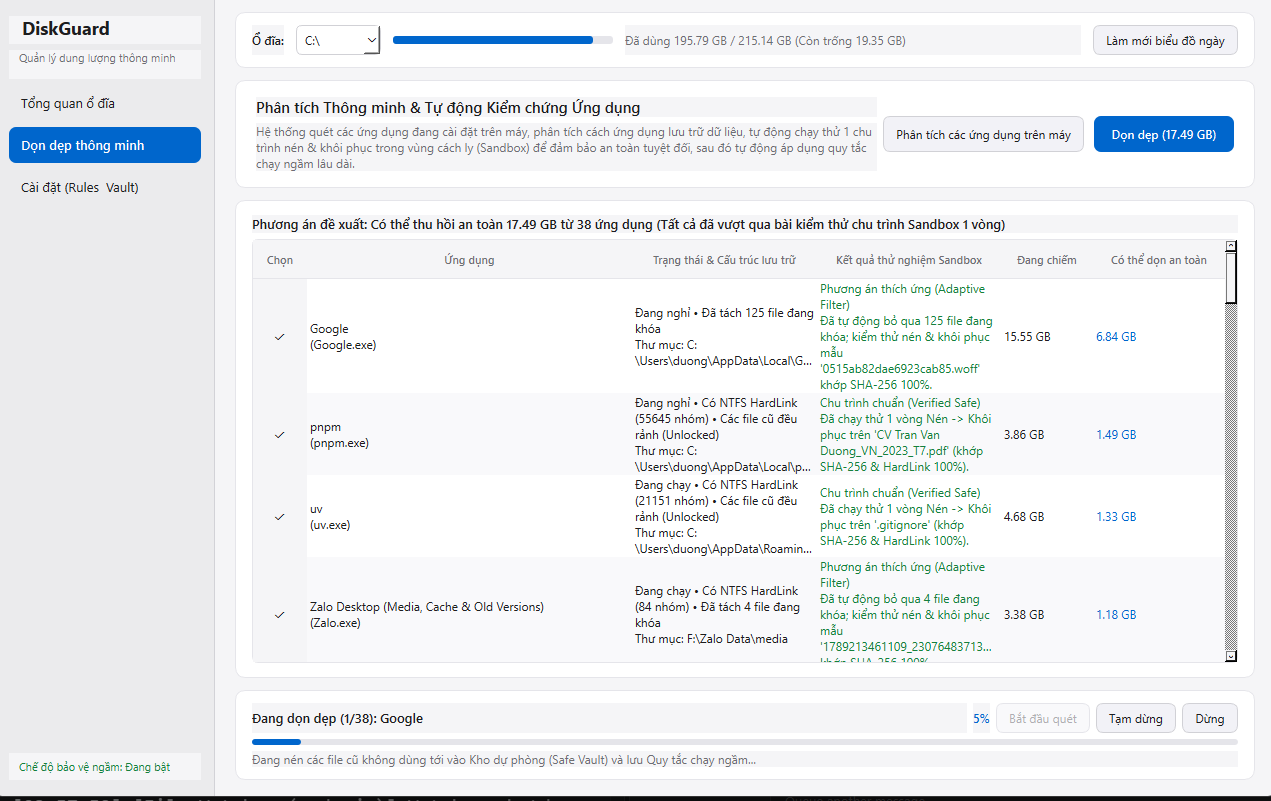 DiskGuard
Quản lý dung lượng thông minh
Tổng quan ổ đĩa
Dọn dẹp thông minh
Cài đặt (Rules  Vault)
Chế độ bảo vệ ngầm: Đang bật
Ổ đĩa:
C:\
Đã dùng 195.79 GB / 215.14 GB (Còn trống 19.35 GB)
Làm mới biểu đồ ngày
Phân tích Thông minh & Tự động Kiểm chứng Ứng dụng
Hệ thống quét các ứng dụng đang cài đặt trên máy, phân tích cách ứng dụng lưu trữ dữ liệu, tự động chạy thử 1 chu
trình nén & khôi phục trong vùng cách ly (Sandbox) để đảm bảo an toàn tuyệt đối, sau đó tự động áp dụng quy tắc
chạy ngầm lâu dài.
Phân tích các ứng dụng trên máy
Dọn dẹp (17.49 GB)
Phương án đề xuất: Có thể thu hồi an toàn 17.49 GB từ 38 ứng dụng (Tất cả đã vượt qua bài kiểm thử chu trình Sandbox 1 vòng)
Chọn
Ứng dụng
Trạng thái & Cấu trúc lưu trữ
Kết quả thử nghiệm Sandbox
Đang chiếm
Có thể dọn an toàn
Google
(Google.exe)
Đang nghỉ • Đã tách 125 file đang
khóa
Thư mục: C:
\Users\duong\AppData\Local\G...
Phương án thích ứng (Adaptive
Filter)
Đã tự động bỏ qua 125 file đang
khóa; kiểm thử nén & khôi phục
mẫu
'0515ab82dae6923cab85.woff'
khớp SHA-256 100%.
15.55 GB
6.84 GB
pnpm
(pnpm.exe)
Đang nghỉ • Có NTFS HardLink
(55645 nhóm) • Các file cũ đều
rảnh (Unlocked)
Thư mục: C:
\Users\duong\AppData\Local\p...
Chu trình chuẩn (Verified Safe)
Đã chạy thử 1 vòng Nén -> Khôi
phục trên 'CV Tran Van
Duong_VN_2023_T7.pdf' (khớp
SHA-256 & HardLink 100%).
3.86 GB
1.49 GB
uv
(uv.exe)
Đang chạy • Có NTFS HardLink
(21151 nhóm) • Các file cũ đều
rảnh (Unlocked)
Thư mục: C:
\Users\duong\AppData\Roamin...
Chu trình chuẩn (Verified Safe)
Đã chạy thử 1 vòng Nén -> Khôi
phục trên '.gitignore' (khớp
SHA-256 & HardLink 100%).
4.68 GB
1.33 GB
Zalo Desktop (Media, Cache & Old Versions)
(Zalo.exe)
Đang chạy • Có NTFS HardLink
(84 nhóm) • Đã tách 4 file đang
khóa
Thư mục: F:\Zalo Data\media
Phương án thích ứng (Adaptive
Filter)
Đã tự động bỏ qua 4 file đang
khóa; kiểm thử nén & khôi phục
mẫu
'1789213461109_23076483713...
khớp SHA-256 100%
3.38 GB
1.18 GB
Đang dọn dẹp (1/38): Google
5%
Bắt đầu quét
Tạm dừng
Dừng
Đang nén các file cũ không dùng tới vào Kho dự phòng (Safe Vault) và lưu Quy tắc chạy ngầm...